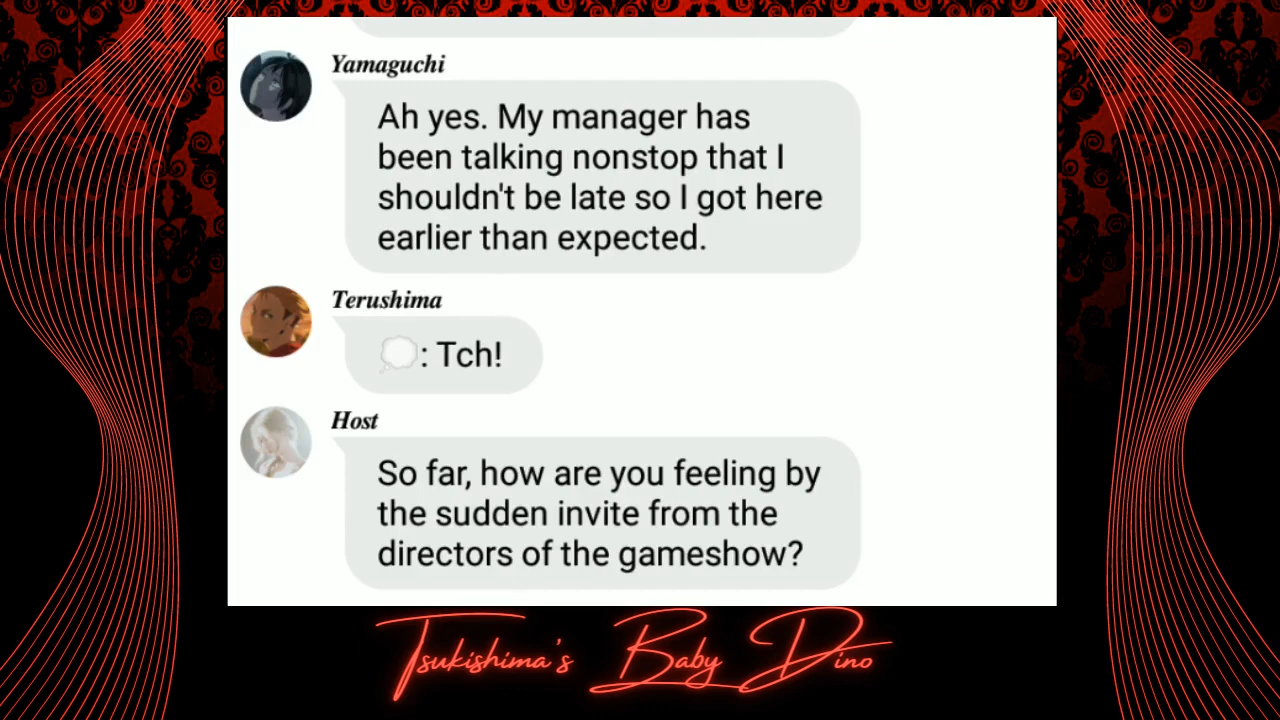 Yamaguchi
Ah yes. My manager has
been talking nonstop that I
shouldn't be late so I got here
earlier than expected.
Terushima
💭: Tch!
Host
So far, how are you feeling by
the sudden invite from the
directors of the gameshow?
Tsukishima's Baby Dino